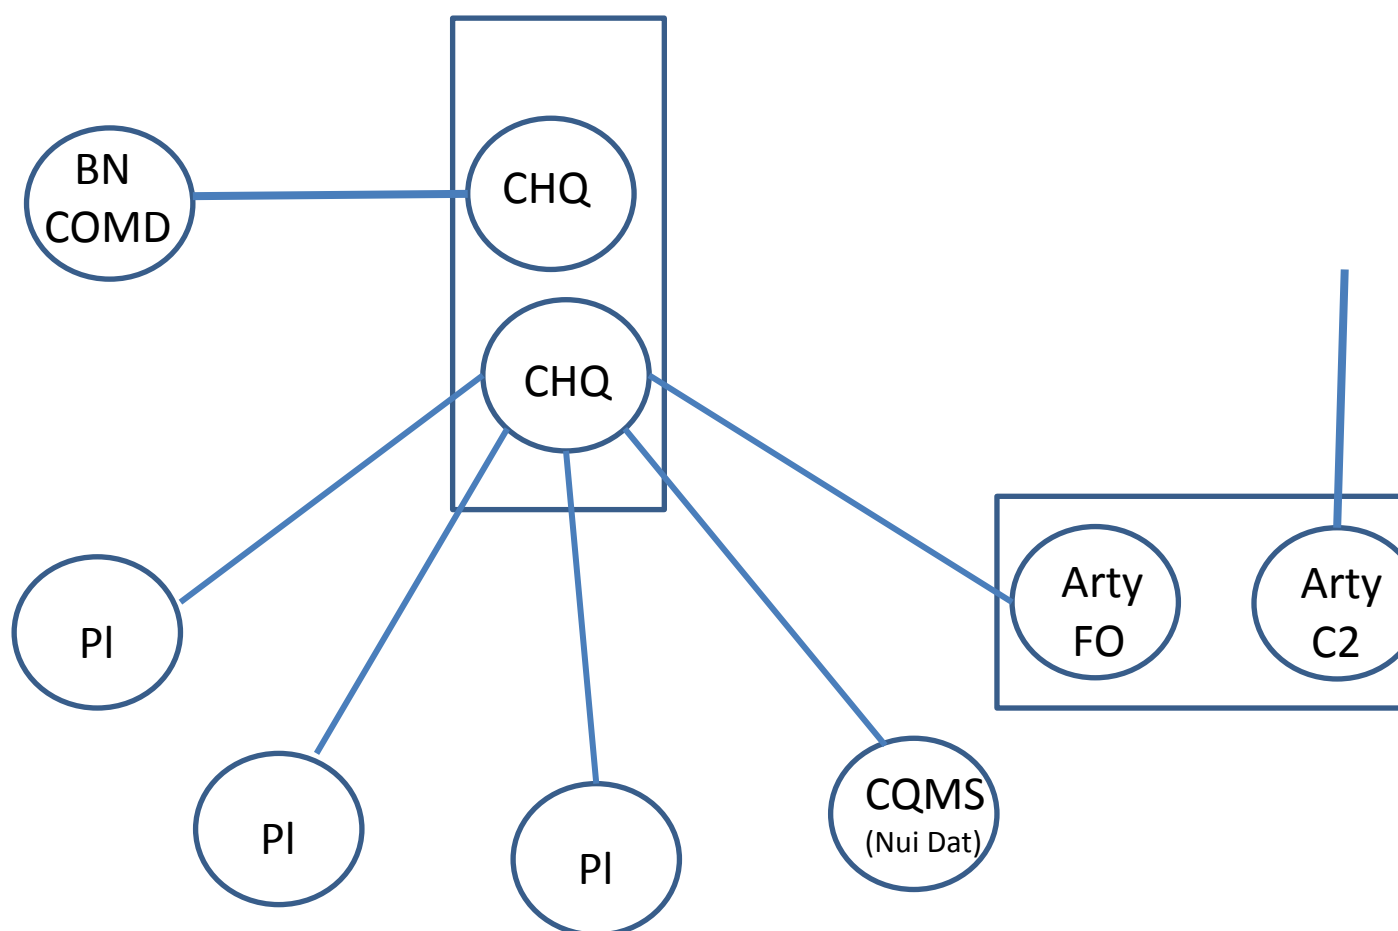 BN
COMD
CHQ
CHQ
Arty
FO
Arty
C2
Pl
Pl
Pl
CQMS
(Nui Dat)